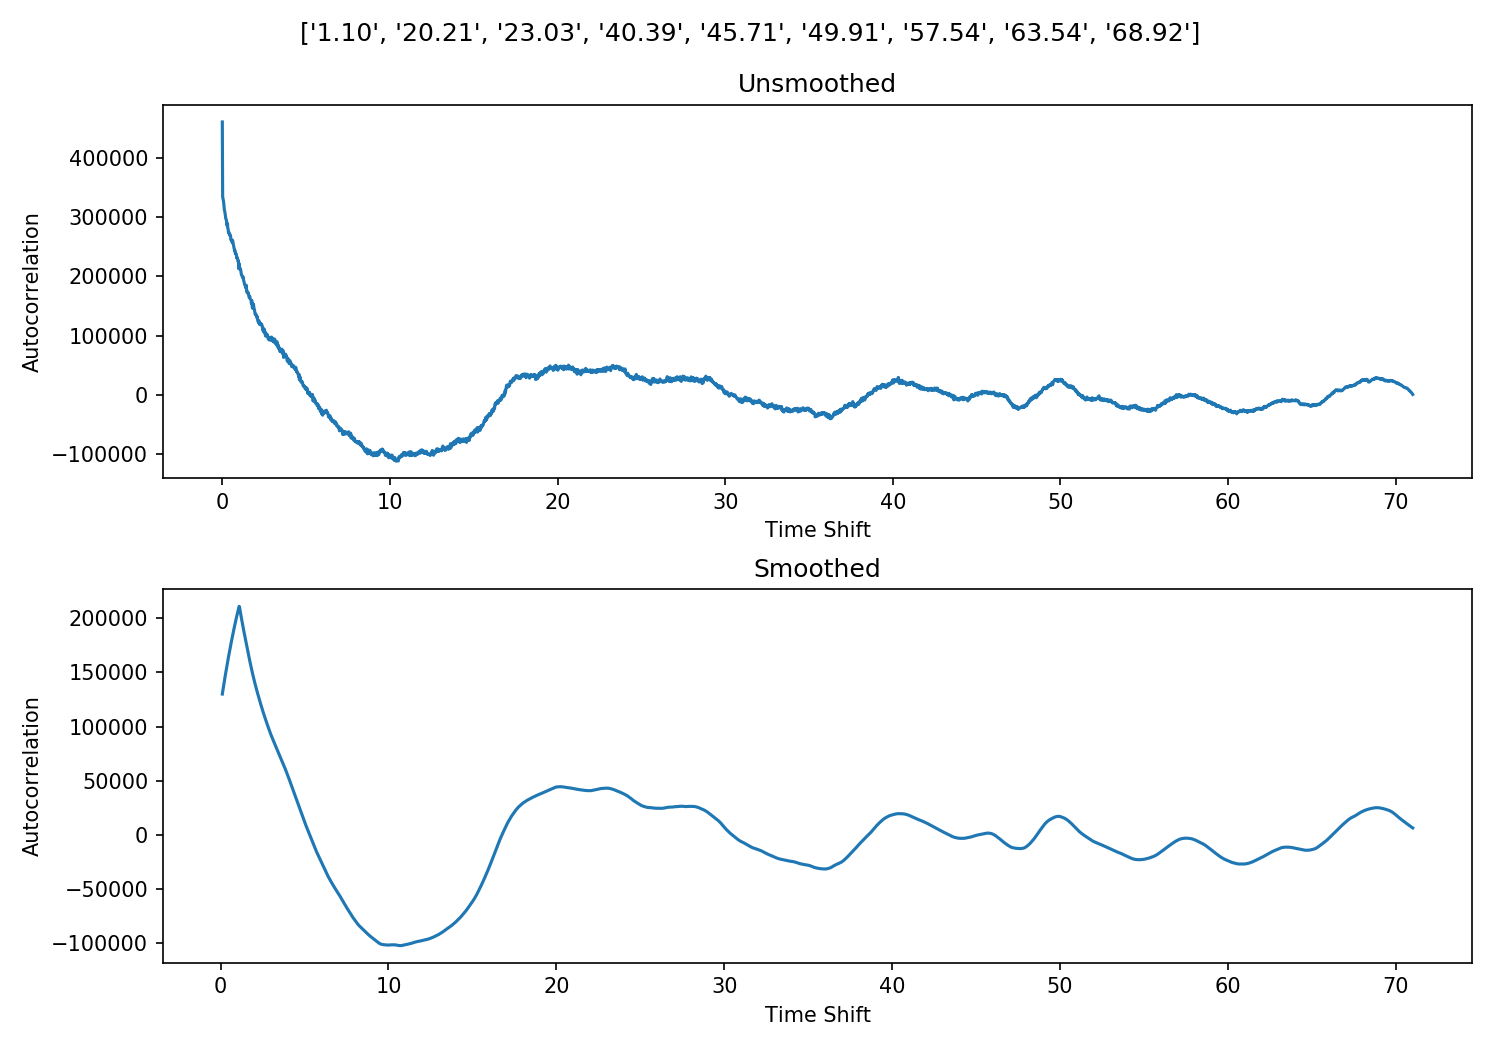 ['1.10', '20.21', '23.03', '40.39', '45.71', '49.91', '57.54', '63.54', '68.92']
Unsmoothed
400000
300000
200000
100000
0
−100000
Autocorrelation
0 10 20 30 40 50 60 70
Time Shift
Smoothed
200000
150000
100000
50000
0
−50000
−100000
Autocorrelation
0 10 20 30 40 50 60 70
Time Shift